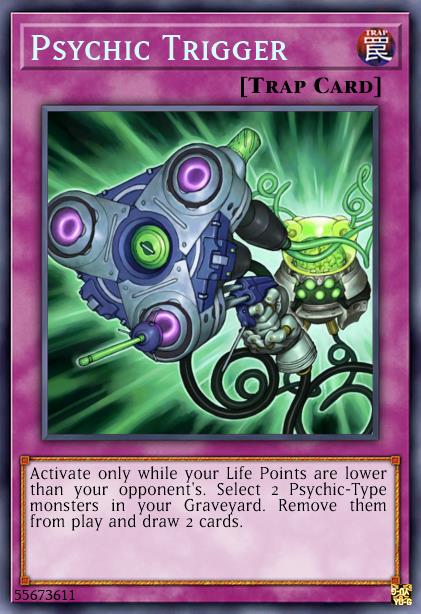 PSYCHIC TRIGGER
TRAP
罠
[TRAP CARD]
Activate only while your Life Points are lower
than your opponent's. Select 2 Psychic-Type
monsters in your Graveyard. Remove them
from play and draw 2 cards.
55673611